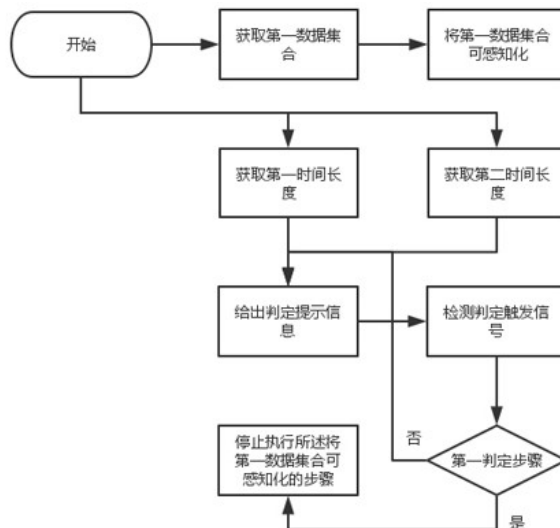 开始
获取第一数据集
合
将第一数据集合
可感知化
获取第一时间长
度
获取第二时间长
度
给出判定提示信
息
检测判定触发信
号
停止执行所述将
第一数据集合可
感知化的步骤
否
第一判定步骤
是